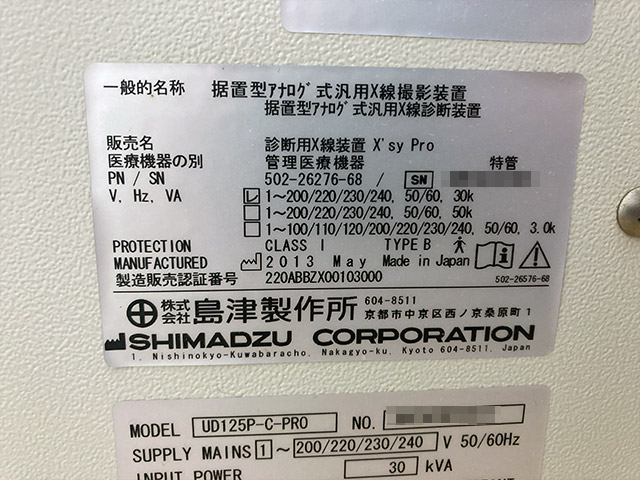 一般的名称 据置型アナログ式汎用X線撮影装置
据置型アナログ式汎用X線診断装置
販売名 診断用X線装置 X'sy Pro
医療機器の別 管理医療機器 特管
PN / SN 502-26276-68 / SN
V, Hz, VA 1～200/220/230/240, 50/60, 30k
1～200/220/230/240, 50/60, 50k
1～100/110/120/200/220/230/240, 50/60, 3.0k
PROTECTION CLASS I TYPE B
MANUFACTURED 2013 May Made in Japan
製造販売認証番号 220ABBZX00103000 502-26576-68
株式会社 島津製作所 604-8511
京都市中京区西ノ京桑原町1
SHIMADZU CORPORATION
1, Nishinokyo-Kuwabaracho, Nakagyo-ku, Kyoto 604-8511, Japan
MODEL UD125P-C-PRO NO.
SUPPLY MAINS 1～200/220/230/240 V 50/60Hz
INPUT POWER 30 kVA